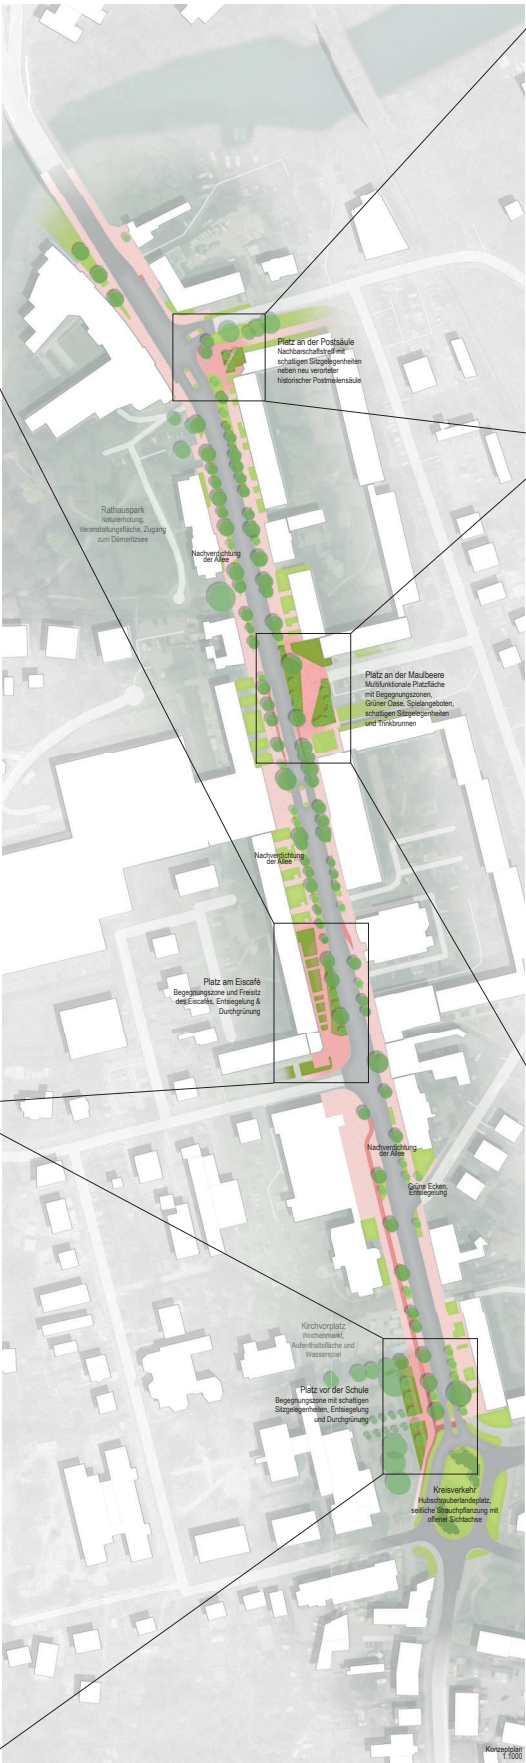 Platz an der Postsäule
Nachbarschaftstreff mit
schattigen Sitzgelegenheiten
neben neu verorteter
historischer Postmeilensäule
Rathauspark
Naturerholung,
Veranstaltungsfläche, Zugang
zum Dämeritzsee
Nachverdichtung
der Allee
Platz an der Maulbeere
Multifunktionale Platzfläche
mit Begegnungszonen,
Grüner Oase, Spielangeboten,
schattigen Sitzgelegenheiten
und Trinkbrunnen
Nachverdichtung
der Allee
Platz am Eiscafé
Begegnungszone und Freisitz
des Eiscafés, Entsiegelung &
Durchgrünung
Nachverdichtung
der Allee
Grüne Ecken,
Entsiegelung
Kirchvorplatz
Wochenmarkt,
Aufenthaltsfläche und
Wasserspiel
Platz vor der Schule
Begegnungszone mit schattigen
Sitzgelegenheiten, Entsiegelung
und Durchgrünung
Kreisverkehr
Hubschrauberlandeplatz,
seitliche Strauchpflanzung mit
offener Sichtachse
Konzeptplan
1:1000